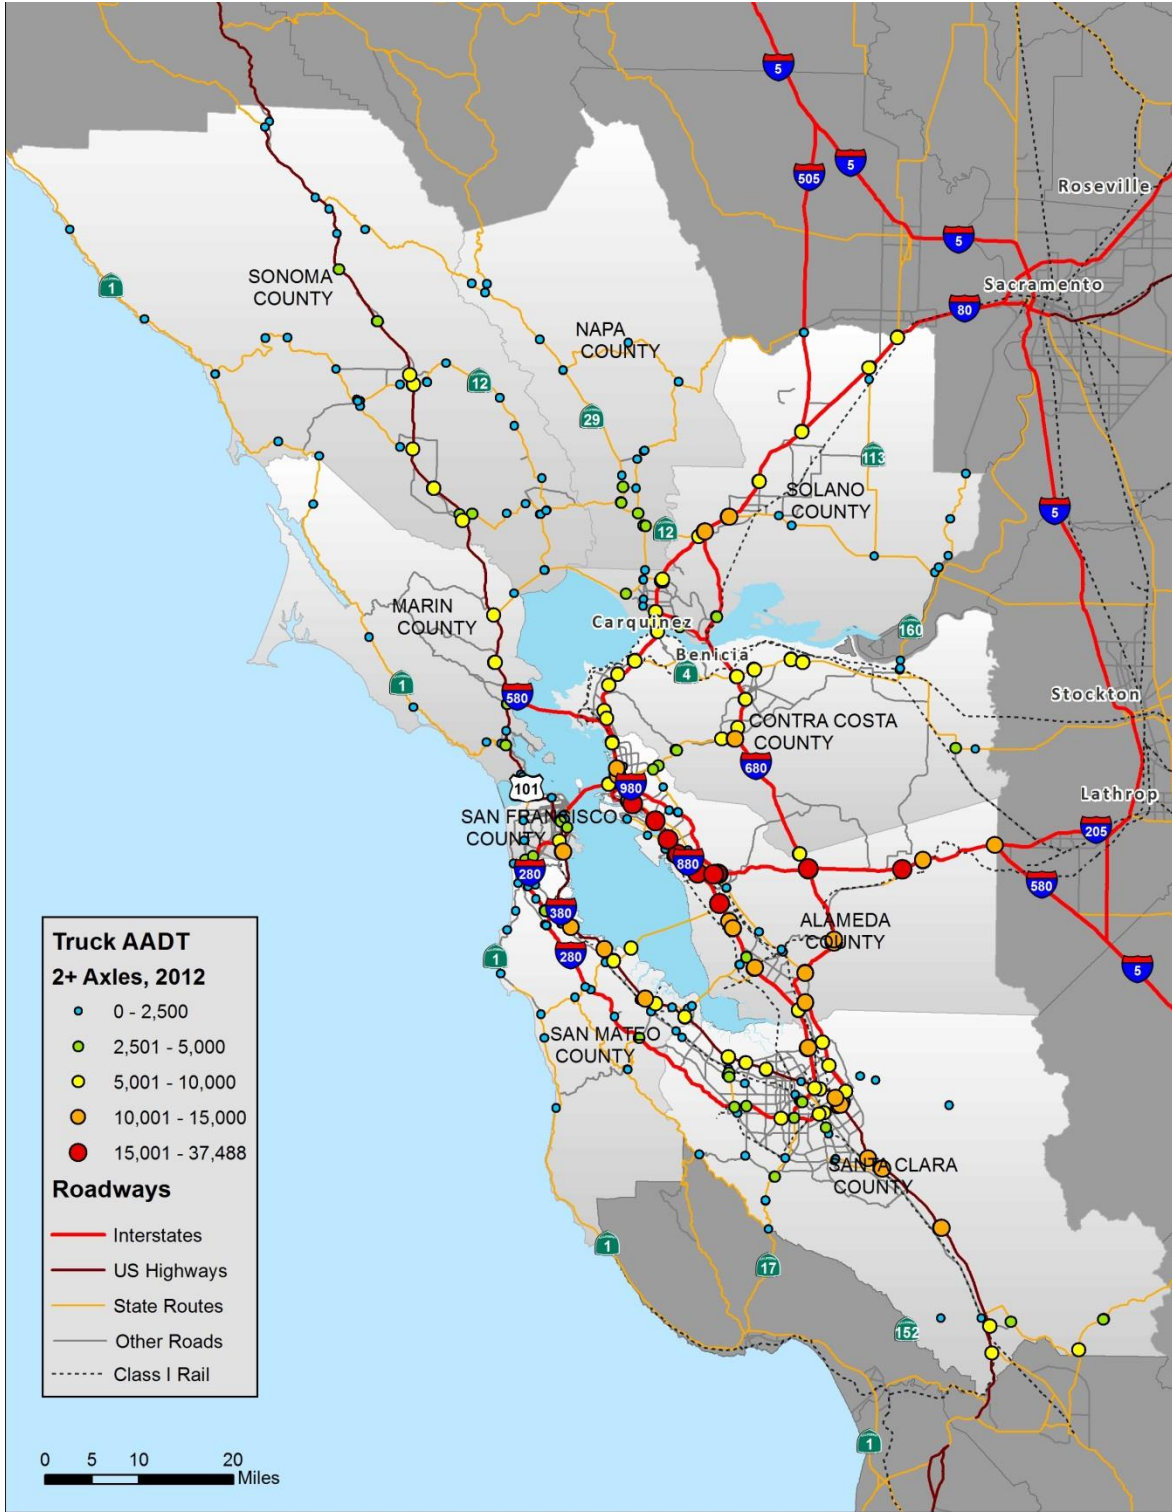 5
505
5
Roseville
5
SONOMA
COUNTY
1
Sacramento
80
NAPA
COUNTY
12
29
113
SOLANO
COUNTY
5
12
MARIN
COUNTY
Carquinez
160
Benicia
4
1
580
Stockton
CONTRA COSTA
COUNTY
680
101
980
Lathrop
SAN FRANCISCO
COUNTY
205
880
280
580
380
ALAMEDA
COUNTY
280
1
5
SAN MATEO
COUNTY
SANTA CLARA
COUNTY
1
17
152
1
Truck AADT
2+ Axles, 2012
0 - 2,500
2,501 - 5,000
5,001 - 10,000
10,001 - 15,000
15,001 - 37,488
Roadways
Interstates
US Highways
State Routes
Other Roads
Class I Rail
0 5 10 20
Miles